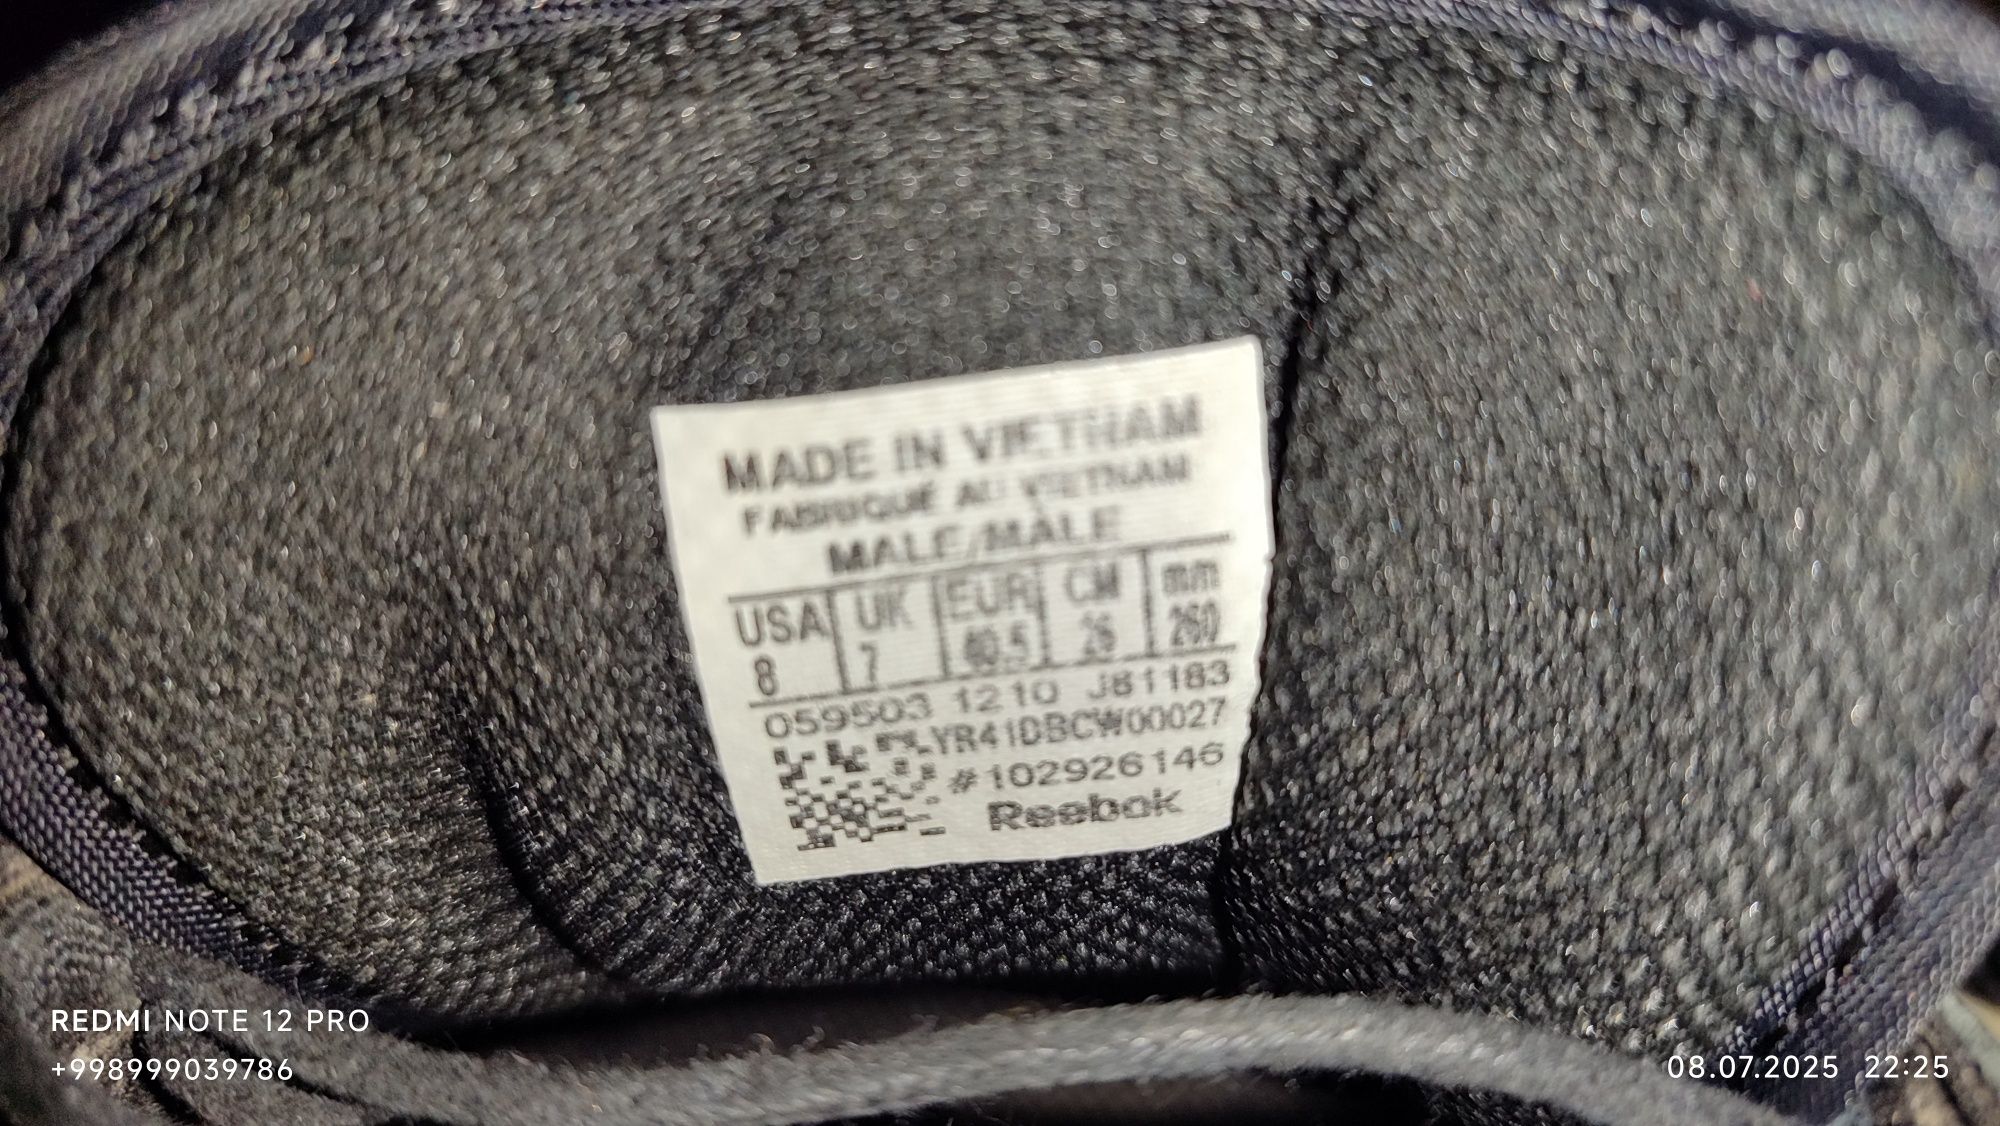 MADE IN VIETNAM
FABRIQUÉ AU VIETNAM
MALE/MÂLE
USA UK EUR CM mm
8 7 40.5 26 260
059503 1210 J81183
YR41DBCW00027
#102926146
Reebok
REDMI NOTE 12 PRO
+998999039786
08.07.2025 22:25